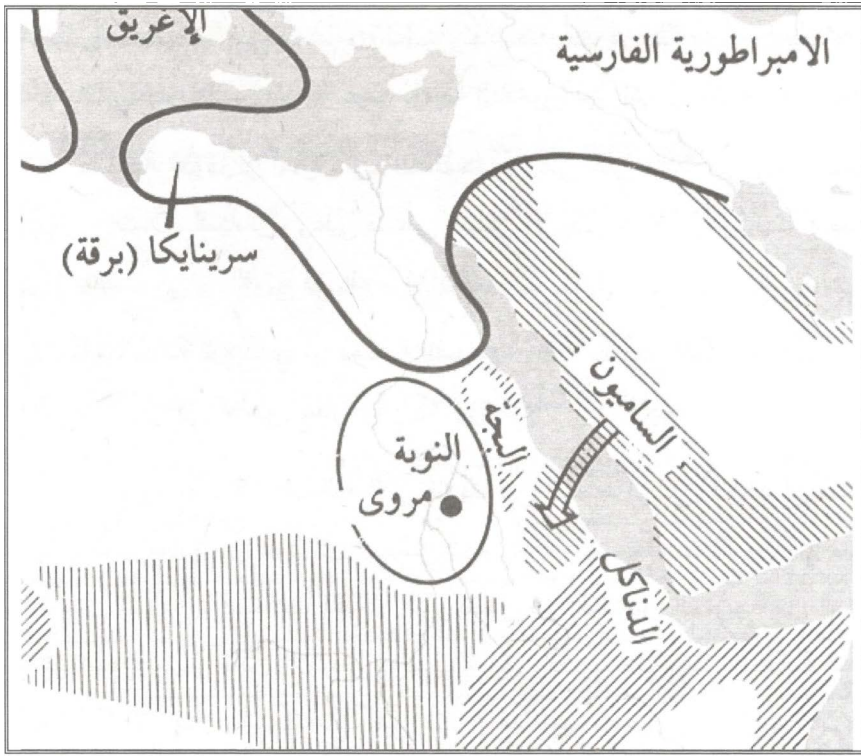 الإغريق
الامبراطورية الفارسية
سرينايكا (برقة)
الساميون
البجة
النوبة
مروى
الدناكل